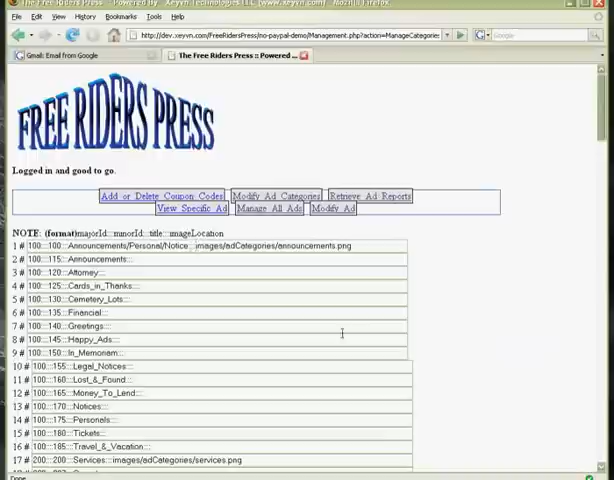 The Free Riders Press :: Powered By Xeyvn Technologies LLC (www.xeyvn.com) - Mozilla Firefox
File Edit View History Bookmarks Tools Help
http://dev.xeyvn.com/FreeRidersPress/no-paypal-demo/Management.php?action=ManageCategories
Google
Gmail: Email from Google
The Free Riders Press :: Powered ...
FREE RIDERS PRESS
Logged in and good to go.
Add or Delete Coupon Codes Modify Ad Categories Retrieve Ad Reports
View Specific Ad Manage All Ads Modify Ad
NOTE: (format)majorId:::minorId:::title:::imageLocation
1 # 100:::100:::Announcements/Personal/Notice:::images/adCategories/announcements.png
2 # 100:::115:::Announcements:::
3 # 100:::120:::Attorney:::
4 # 100:::125:::Cards_in_Thanks:::
5 # 100:::130:::Cemetery_Lots:::
6 # 100:::135:::Financial:::
7 # 100:::140:::Greetings:::
8 # 100:::145:::Happy_Ads:::
9 # 100:::150:::In_Memoriam:::
10 # 100:::155:::Legal_Notices:::
11 # 100:::160:::Lost_&_Found:::
12 # 100:::165:::Money_To_Lend:::
13 # 100:::170:::Notices:::
14 # 100:::175:::Personals:::
15 # 100:::180:::Tickets:::
16 # 100:::185:::Travel_&_Vacation:::
17 # 200:::200:::Services:::images/adCategories/services.png
Done